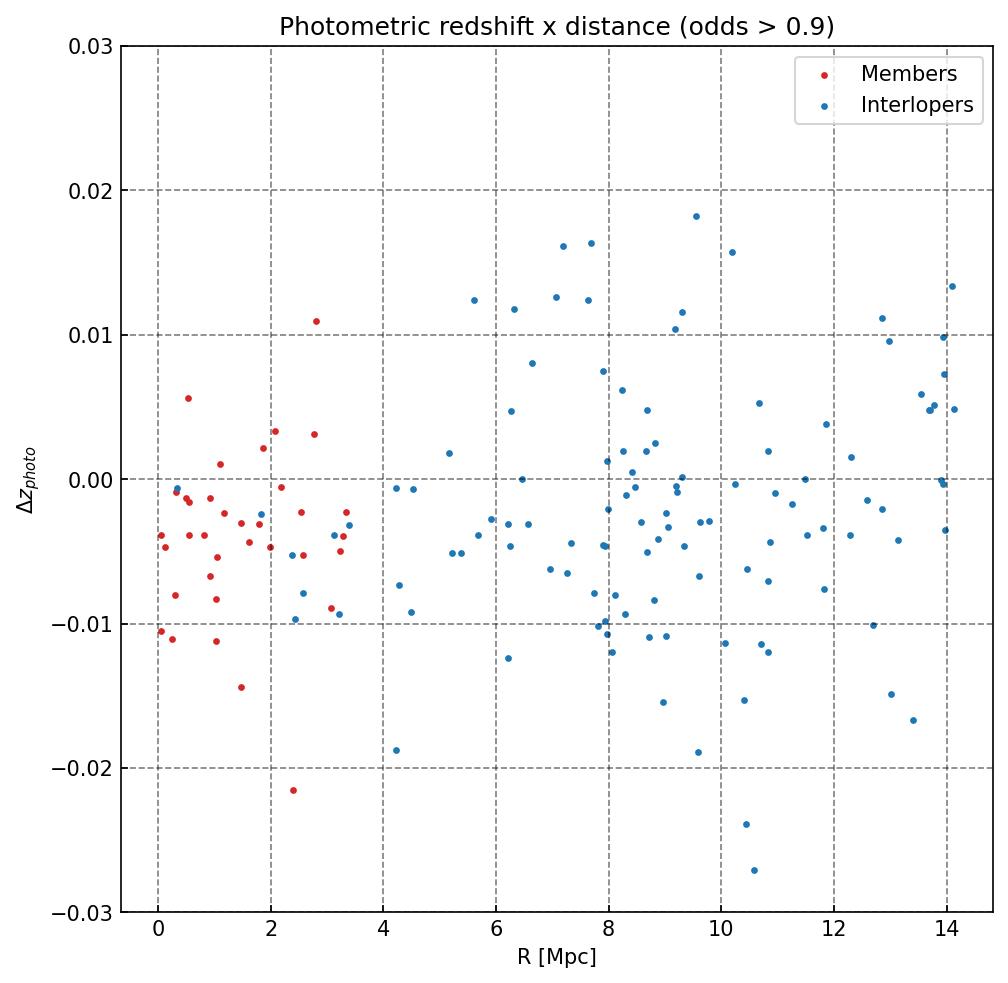 Photometric redshift x distance (odds > 0.9)
0.03
Members
Interlopers
0.02
0.01
0.00
−0.01
−0.02
−0.03
Δz_photo
0 2 4 6 8 10 12 14
R [Mpc]